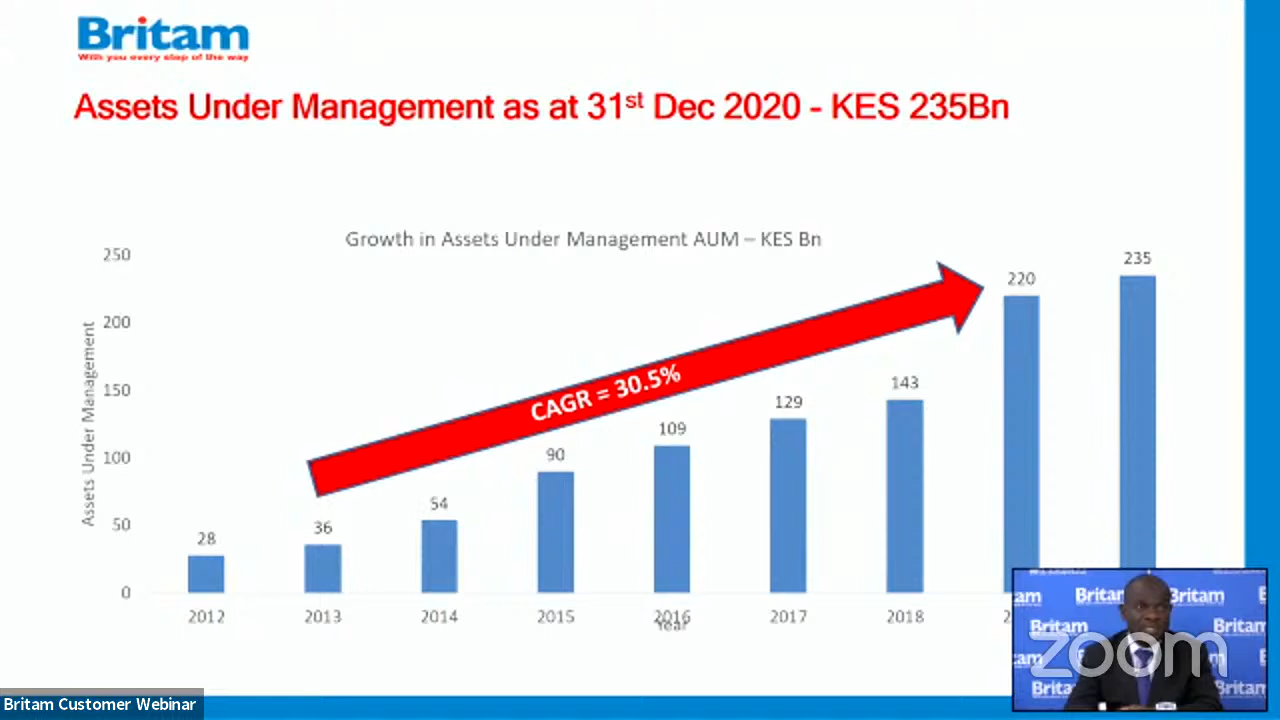 Britam
With you every step of the way
Assets Under Management as at 31st Dec 2020 - KES 235Bn
Growth in Assets Under Management AUM – KES Bn
Assets Under Management
250
200
150
100
50
0
28
36
54
90
109
129
143
220
235
CAGR = 30.5%
2012
2013
2014
2015
2016
2017
2018
Year
Britam
Britam
Britam
Britam
zoom
Britam Customer Webinar